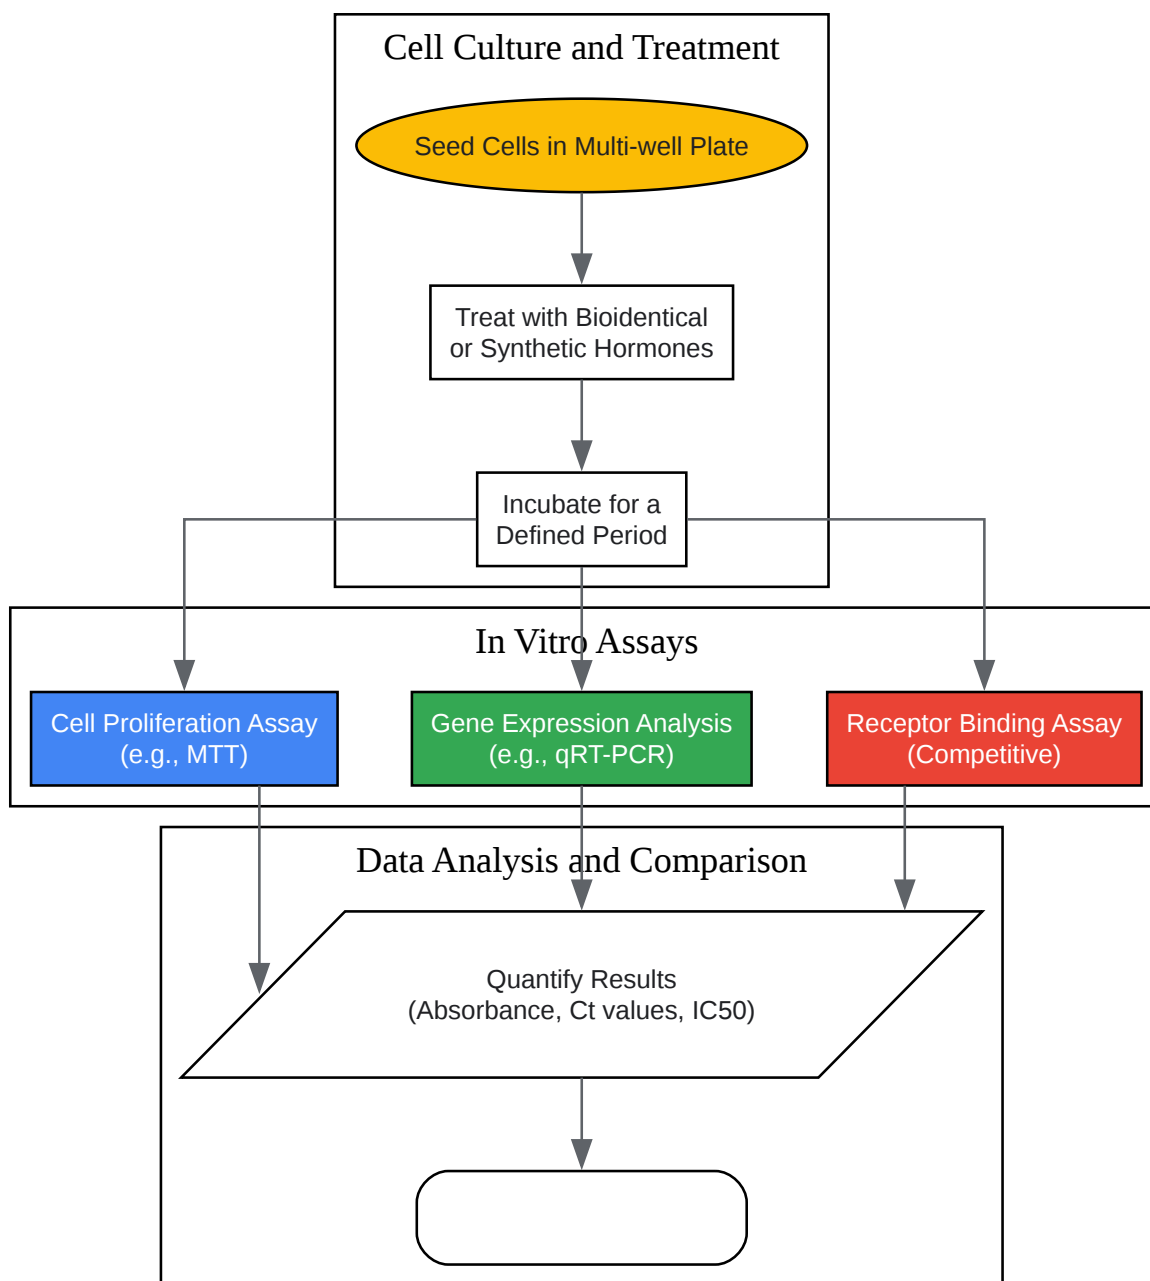 Cell Culture and Treatment
Seed Cells in Multi-well Plate
Treat with Bioidentical
or Synthetic Hormones
Incubate for a
Defined Period
In Vitro Assays
Cell Proliferation Assay
(e.g., MTT)
Gene Expression Analysis
(e.g., qRT-PCR)
Receptor Binding Assay
(Competitive)
Data Analysis and Comparison
Quantify Results
(Absorbance, Ct values, IC50)